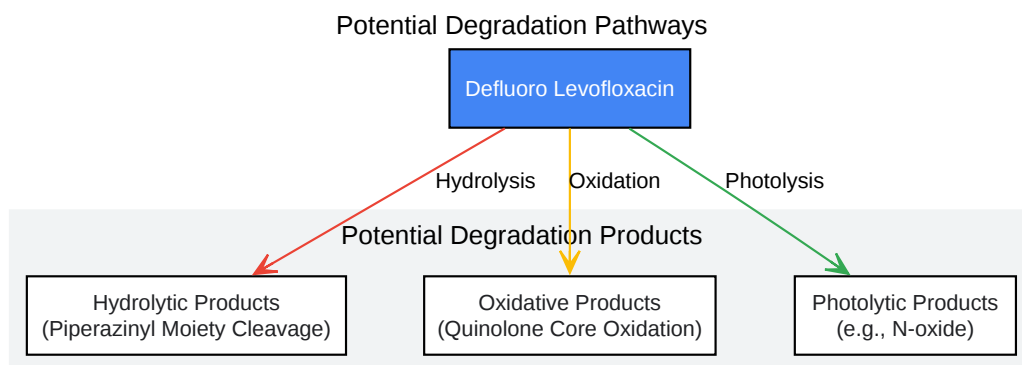 Potential Degradation Pathways
Defluoro Levofloxacin
Hydrolysis
Oxidation
Photolysis
Potential Degradation Products
Hydrolytic Products
(Piperazinyl Moiety Cleavage)
Oxidative Products
(Quinolone Core Oxidation)
Photolytic Products
(e.g., N-oxide)